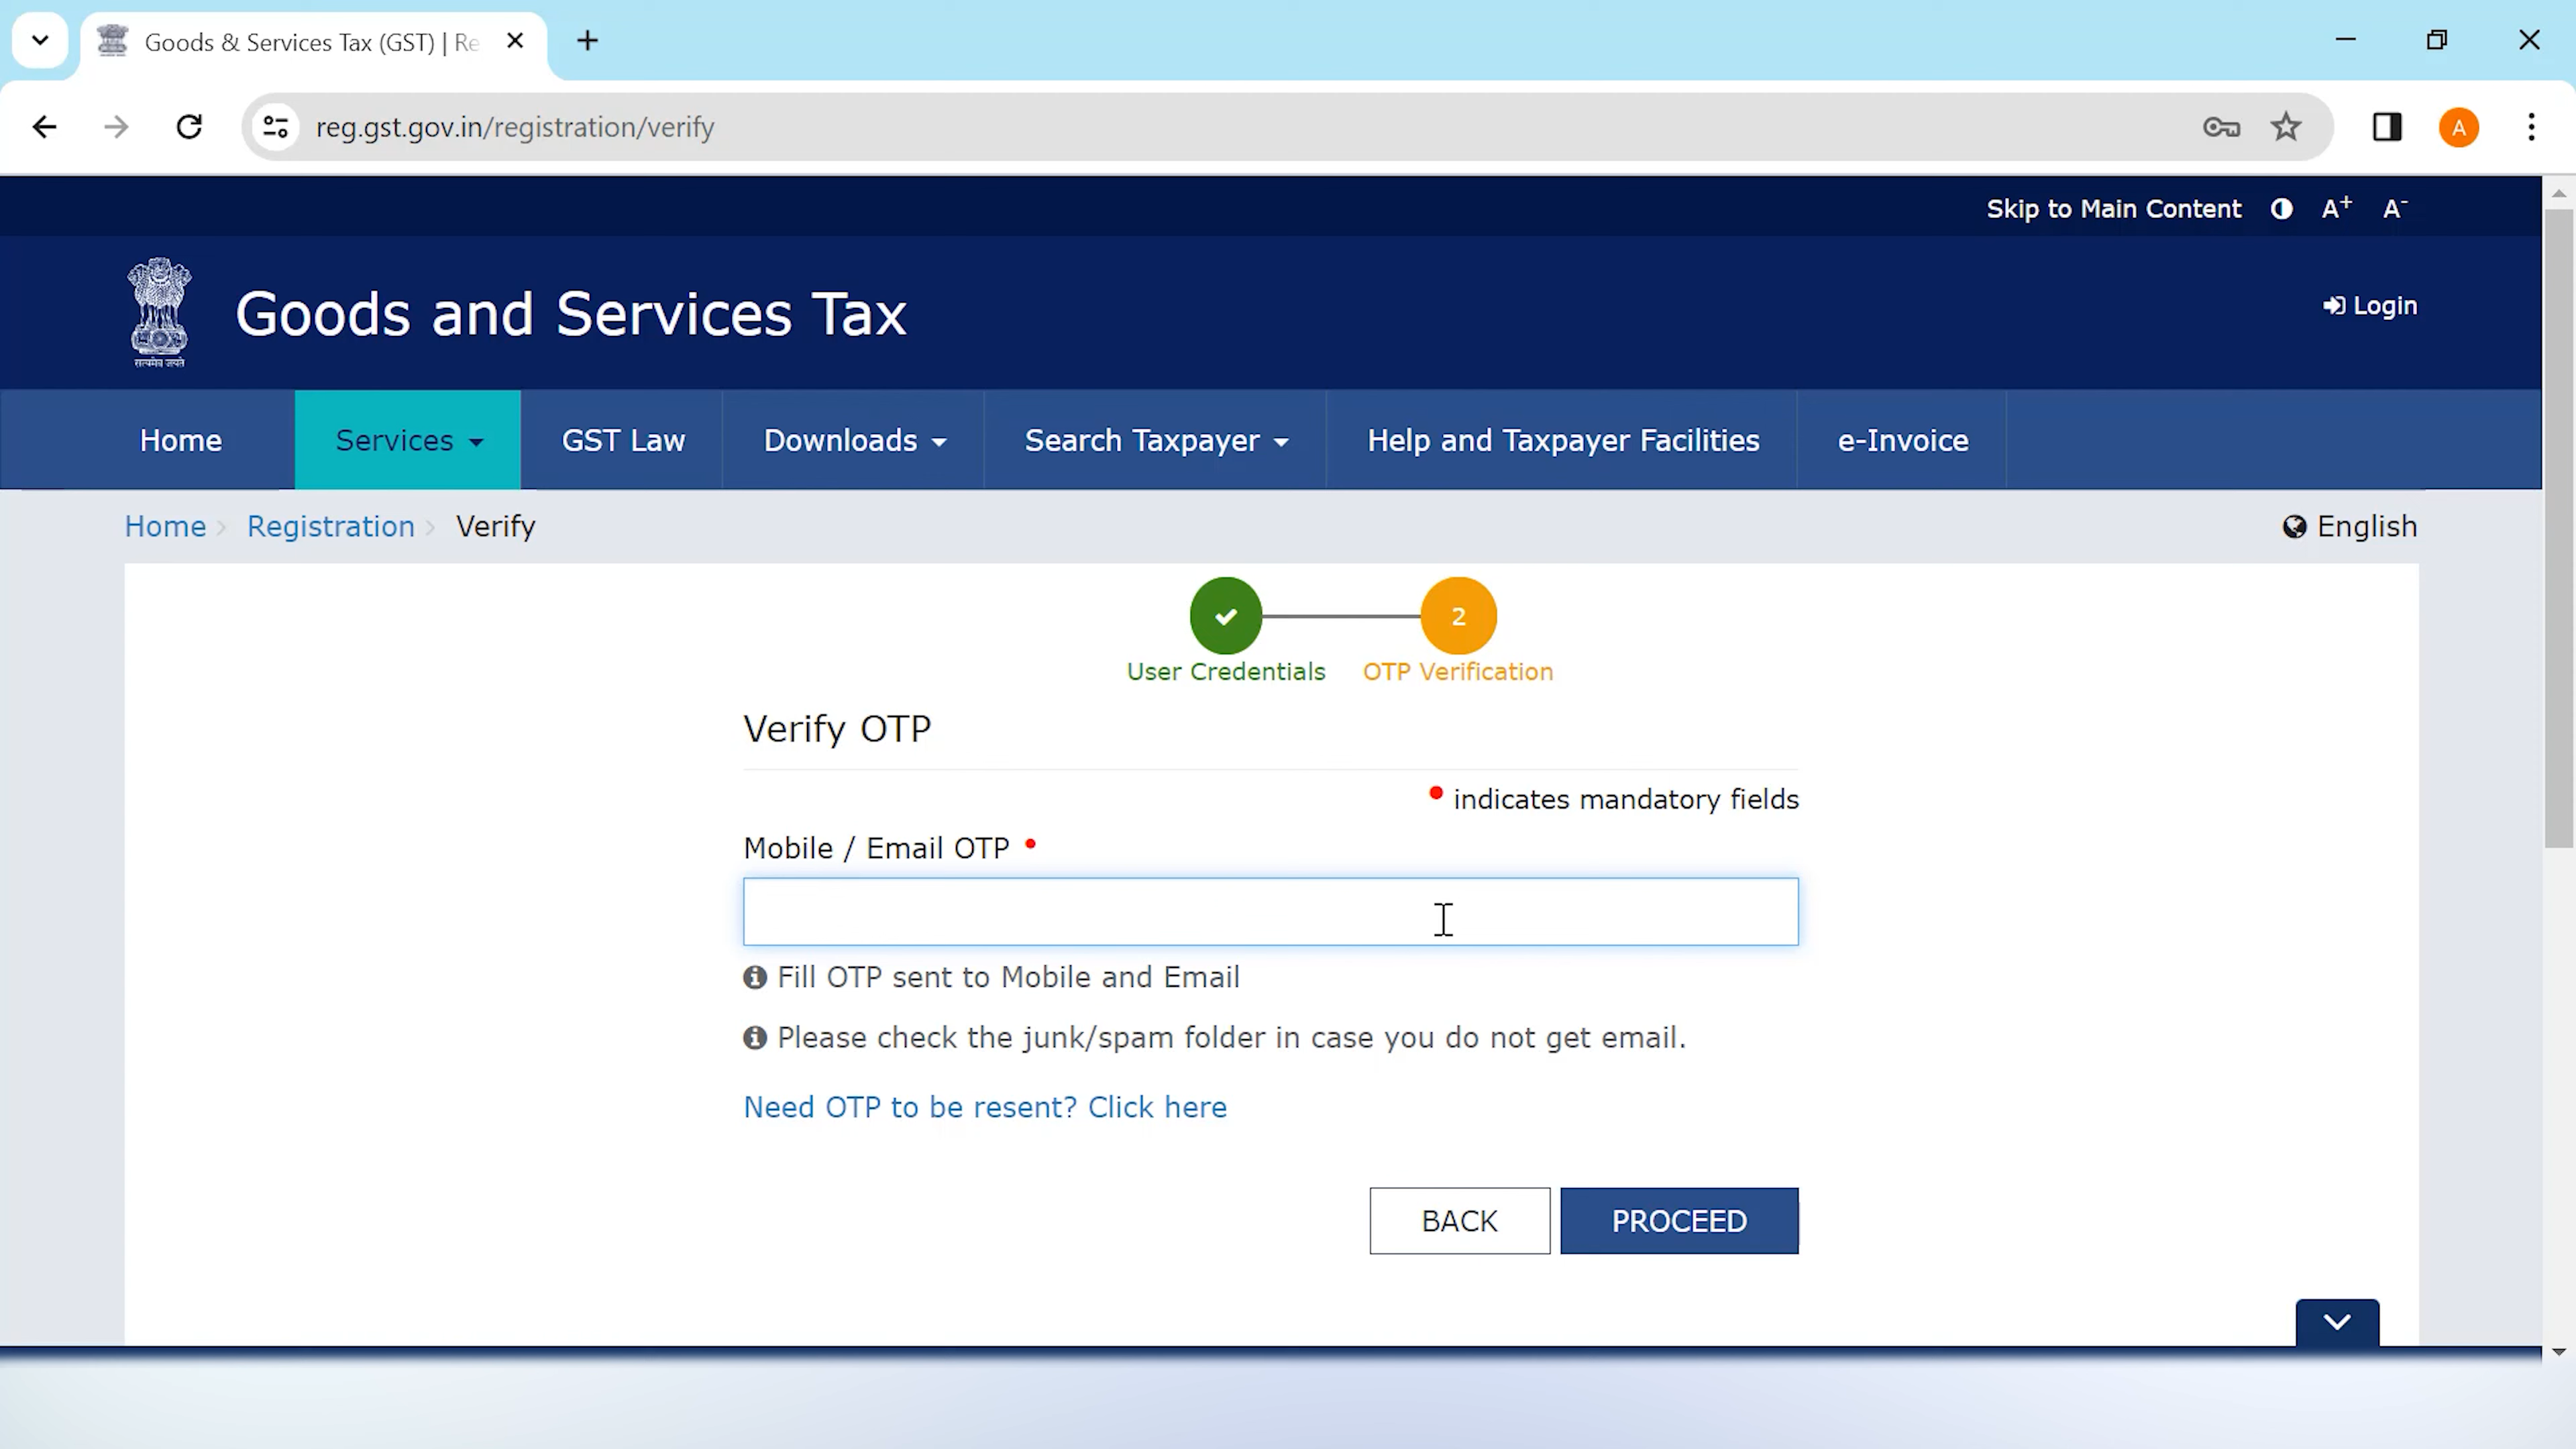 Goods & Services Tax (GST) | Re
reg.gst.gov.in/registration/verify
A
Skip to Main Content A+ A-
सत्यमेव जयते
Goods and Services Tax
Login
Home Services GST Law Downloads Search Taxpayer Help and Taxpayer Facilities e-Invoice
Home Registration Verify
English
2
User Credentials OTP Verification
Verify OTP
indicates mandatory fields
Mobile / Email OTP
Fill OTP sent to Mobile and Email
Please check the junk/spam folder in case you do not get email.
Need OTP to be resent? Click here
BACK PROCEED